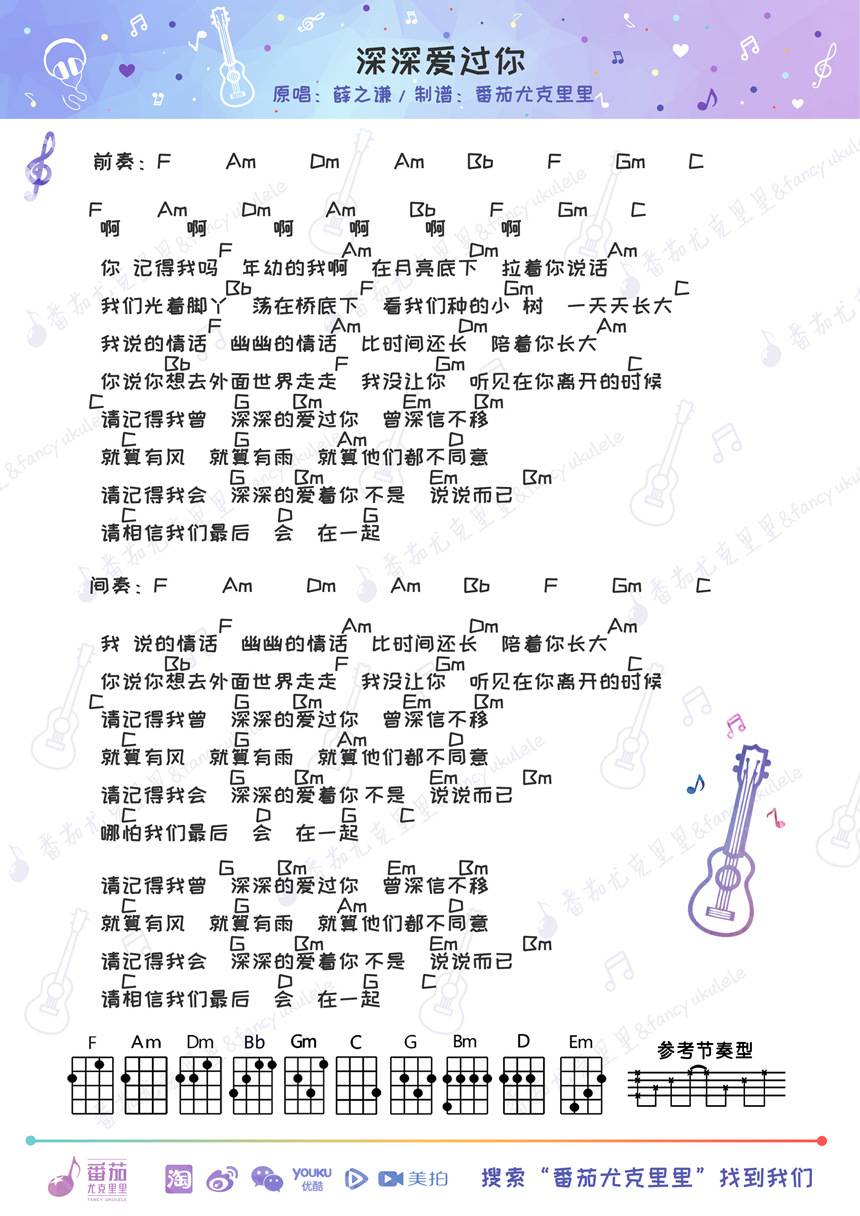 深深爱过你
原唱：薛之谦 / 制谱：番茄尤克里里
前奏：F Am Dm Am Bb F Gm C
F Am Dm Am Bb F Gm C
啊 啊 啊 啊 啊 啊
F Am Dm Am
你 记得我吗 年幼的我啊 在月亮底下 拉着你说话
Bb F Gm C
我们光着脚丫 荡在桥底下 看我们种的小 树 一天天长大
F Am Dm Am
我说的情话 幽幽的情话 比时间还长 陪着你长大
Bb F Gm C
你说你想去外面世界走走 我没让你 听见在你离开的时候
C G Bm Em Bm
请记得我曾 深深的爱过你 曾深信不移
C G Am D
就算有风 就算有雨 就算他们都不同意
G Bm Em Bm
请记得我会 深深的爱着你 不是 说说而已
C D G
请相信我们最后 会 在一起
间奏：F Am Dm Am Bb F Gm C
F Am Dm Am
我 说的情话 幽幽的情话 比时间还长 陪着你长大
Bb F Gm C
你说你想去外面世界走走 我没让你 听见在你离开的时候
C G Bm Em Bm
请记得我曾 深深的爱过你 曾深信不移
C G Am D
就算有风 就算有雨 就算他们都不同意
G Bm Em Bm
请记得我会 深深的爱着你 不是 说说而已
C D G C
哪怕我们最后 会 在一起
G Bm Em Bm
请记得我曾 深深的爱过你 曾深信不移
C G Am D
就算有风 就算有雨 就算他们都不同意
G Bm Em Bm
请记得我会 深深的爱着你 不是 说说而已
C D G C
请相信我们最后 会 在一起
F Am Dm Bb Gm C G Bm D Em
参考节奏型
番茄
尤克里里
FANCY UKULELE
淘
YOUKU
优酷
美拍
搜索“番茄尤克里里”找到我们
番茄尤克里里&fancy ukulele